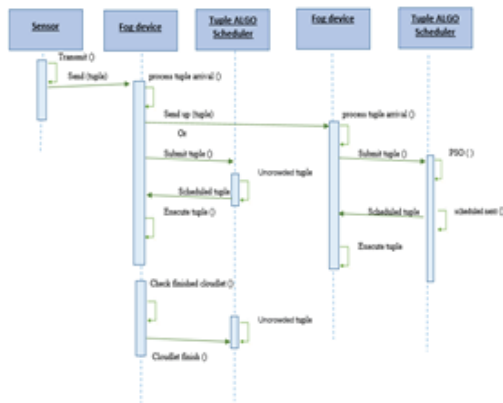 Sensor
Fog device
Tuple ALGO
Scheduler
Fog device
Tuple ALGO
Scheduler
Transmit ()
Send (tuple)
process tuple arrival ()
Send up (tuple)
process tuple arrival ()
Or
Submit tuple ()
Submit tuple ()
PSO ( )
Uncrowded tuple
Scheduled tuple
Execute tuple ()
Scheduled tuple
scheduled next ()
Execute tuple
Check finished cloudlet ()
Uncrowded tuple
Cloudlet finish ()